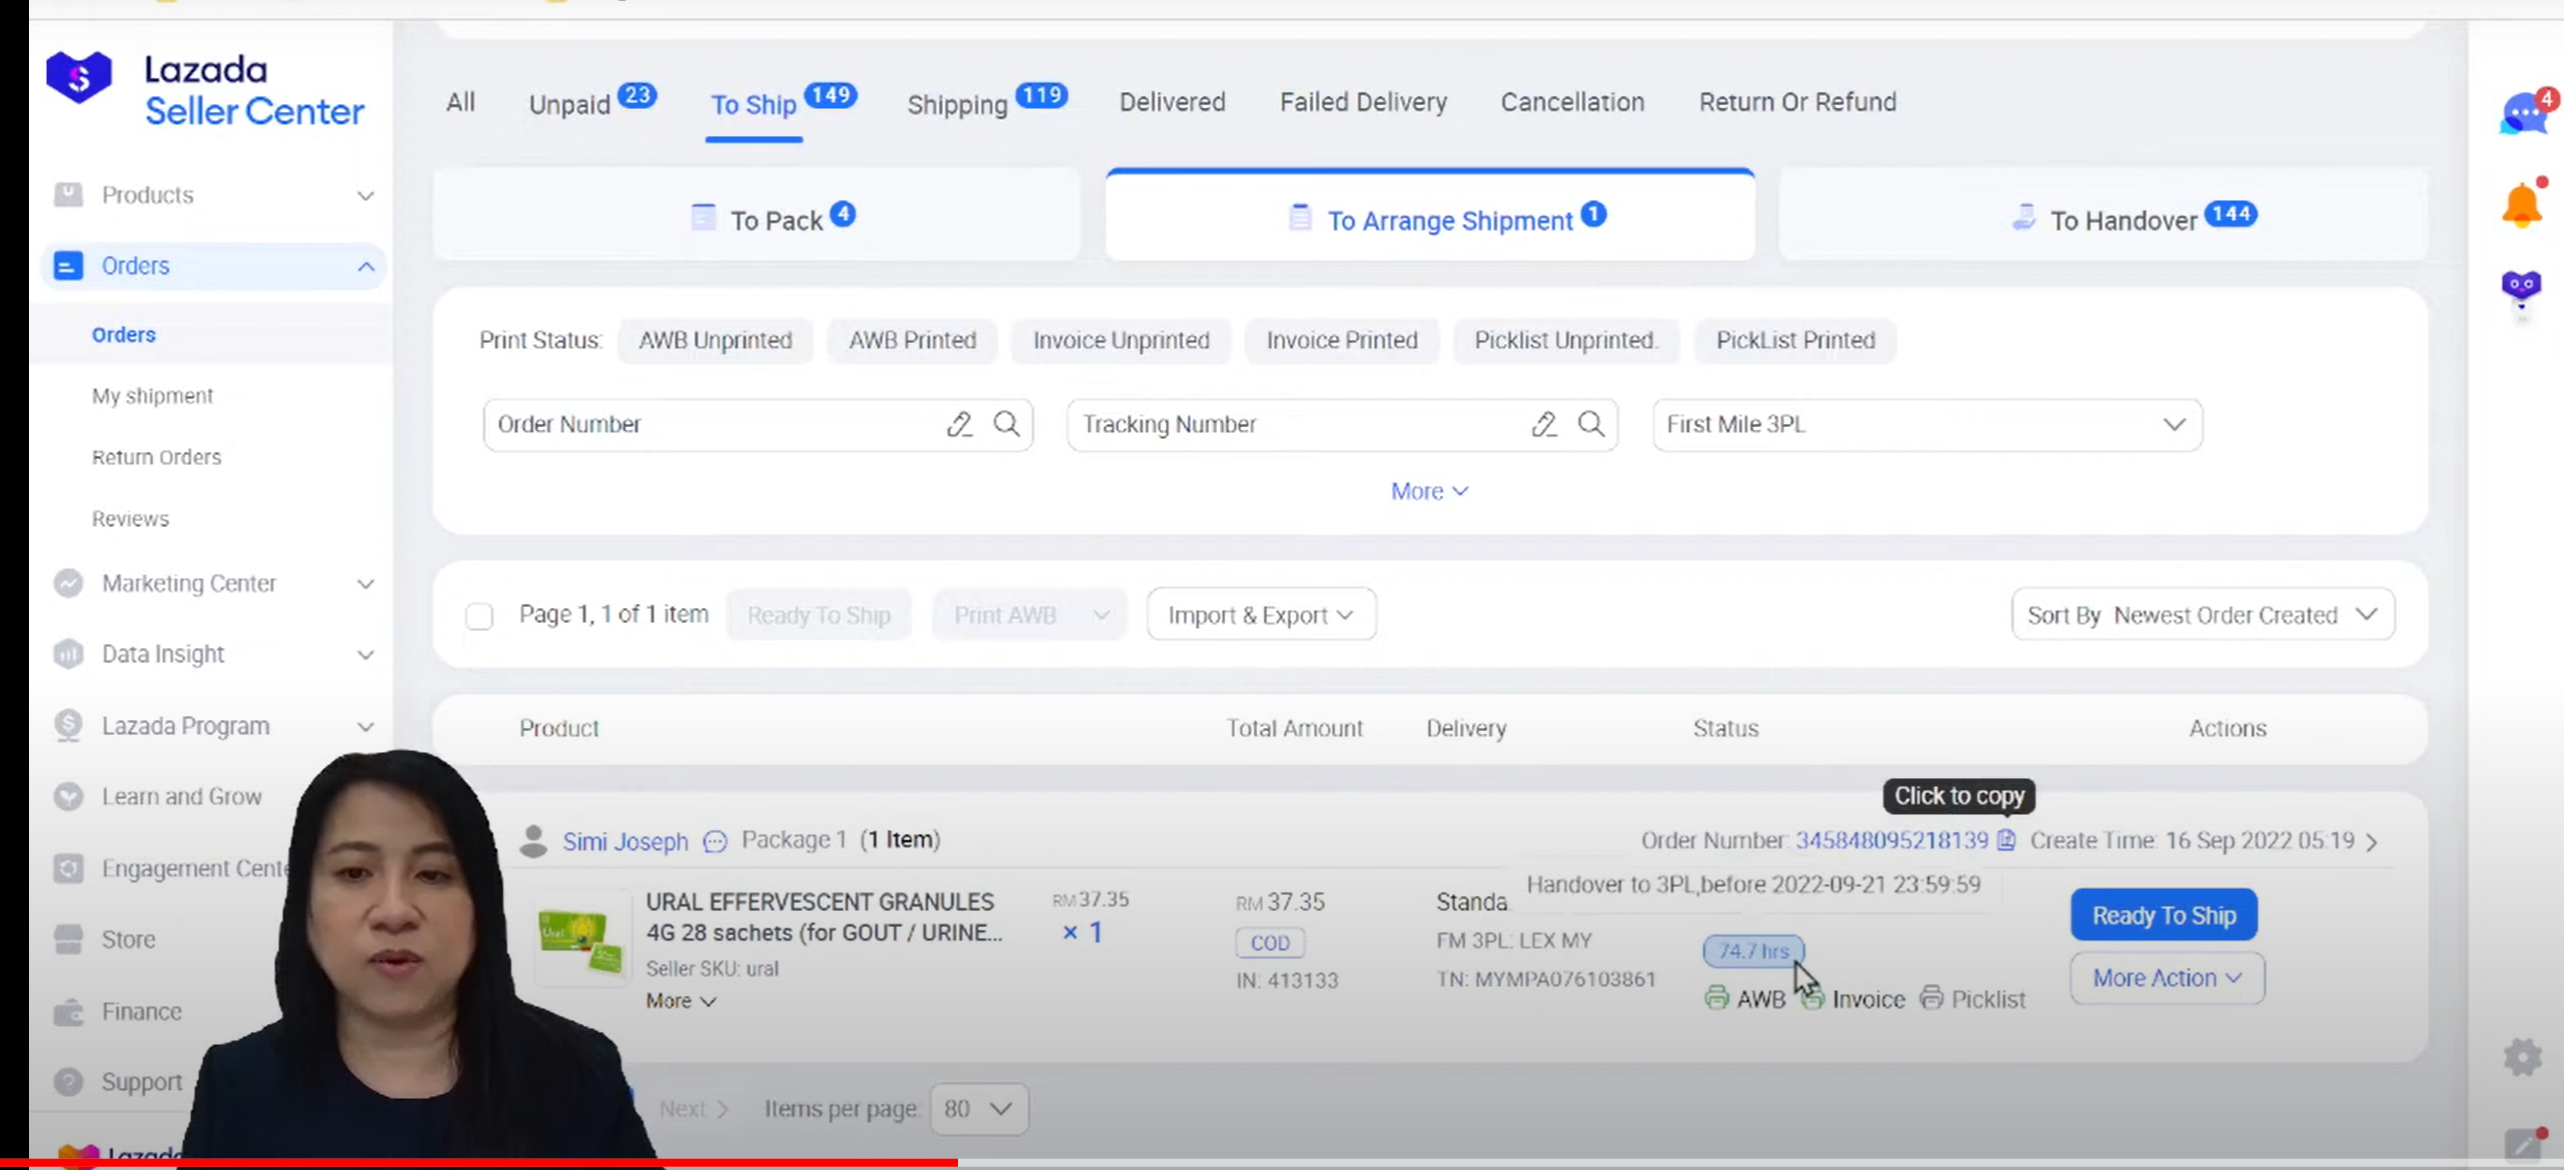 Lazada
Seller Center
Products
Orders
Orders
My shipment
Return Orders
Reviews
Marketing Center
Data Insight
Lazada Program
Learn and Grow
Engagement Cente
Store
Finance
Support
Lazada
All
Unpaid 23
To Ship 149
Shipping 119
Delivered
Failed Delivery
Cancellation
Return Or Refund
To Pack 4
To Arrange Shipment 1
To Handover 144
Print Status: AWB Unprinted AWB Printed Invoice Unprinted Invoice Printed Picklist Unprinted. PickList Printed
Order Number
Tracking Number
First Mile 3PL
More
Page 1, 1 of 1 item
Ready To Ship
Print AWB
Import & Export
Sort By Newest Order Created
Product Total Amount Delivery Status Actions
Click to copy
Simi Joseph Package 1 (1 Item)
Order Number: 345848095218139 Create Time: 16 Sep 2022 05:19
URAL EFFERVESCENT GRANULES
4G 28 sachets (for GOUT / URINE...
Seller SKU: ural
More
RM 37.35
× 1
RM 37.35
COD
IN: 413133
Standa
FM 3PL: LEX MY
TN: MYMPA076103861
Handover to 3PL,before 2022-09-21 23:59:59
74.7 hrs
AWB Invoice Picklist
Ready To Ship
More Action
Next
Items per page: 80
4